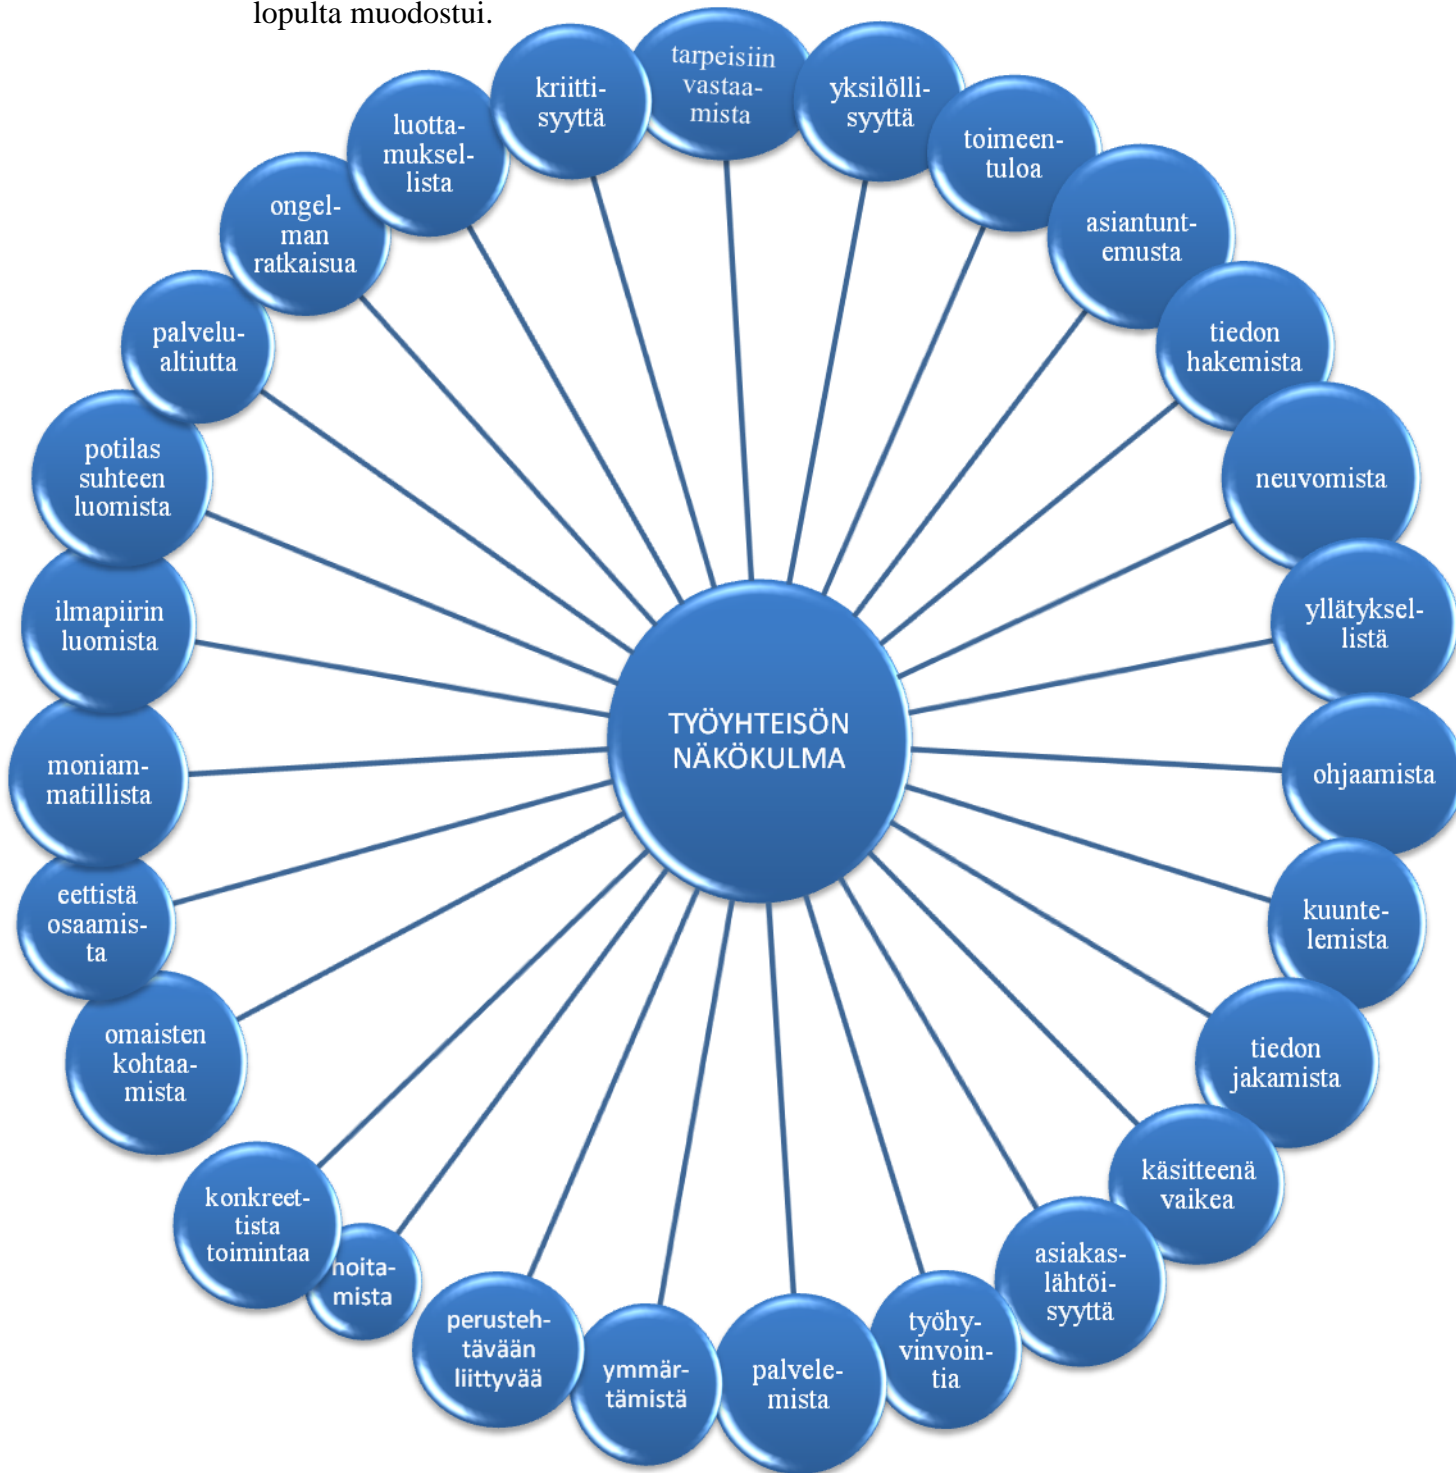 lopulta muodostui.
tarpeisiin
vastaa-
mista
yksilölli-
syyttä
toimeen-
tuloa
asiantunt-
emusta
tiedon
hakemista
neuvomista
yllätyksel-
listä
ohjaamista
kuunte-
lemista
tiedon
jakamista
käsitteenä
vaikea
asiakas-
lähtöi-
syyttä
työhy-
vinvoin-
tia
palvele-
mista
ymmär-
tämistä
perusteh-
tävään
liittyvää
hoita-
mista
konkreet-
tista
toimintaa
omaisten
kohtaa-
mista
eettistä
osaamis-
ta
moniam-
matillista
ilmapiirin
luomista
potilas
suhteen
luomista
palvelu-
altiutta
ongel-
man
ratkaisua
luotta-
muksel-
lista
kriitti-
syyttä
TYÖYHTEISÖN
NÄKÖKULMA